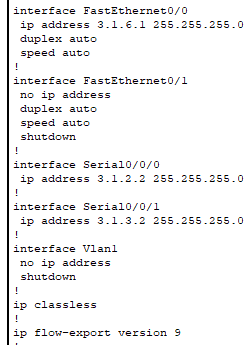 interface FastEthernet0/0
 ip address 3.1.6.1 255.255.255.0
 duplex auto
 speed auto
!
interface FastEthernet0/1
 no ip address
 duplex auto
 speed auto
 shutdown
!
interface Serial0/0/0
 ip address 3.1.2.2 255.255.255.0
!
interface Serial0/0/1
 ip address 3.1.3.2 255.255.255.0
!
interface Vlan1
 no ip address
 shutdown
!
ip classless
!
ip flow-export version 9
!